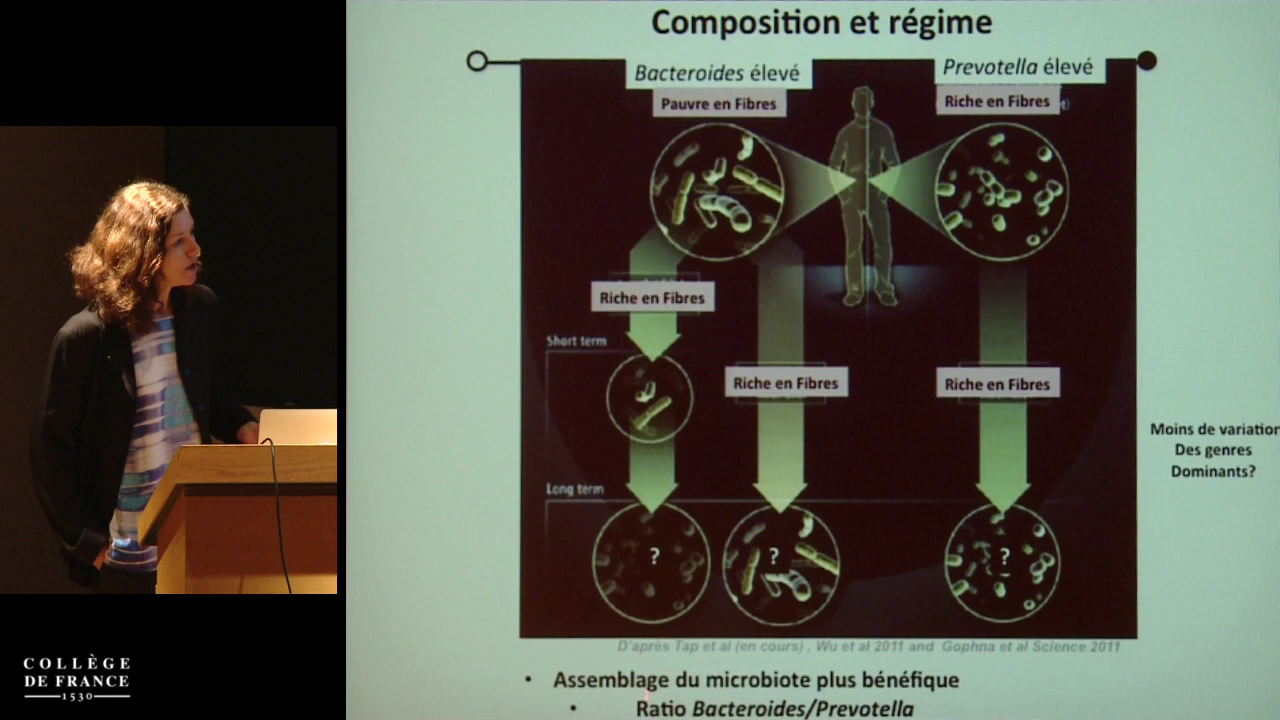 Composition et régime
Bacteroides élevé
Prevotella élevé
Pauvre en Fibres
Riche en Fibres
Riche en Fibres
Short term
Riche en Fibres
Riche en Fibres
Moins de variation
Des genres
Dominants?
Long term
?
?
?
D'après Tap et al (en cours) , Wu et al 2011 and Gophna et al Science 2011
• Assemblage du microbiote plus bénéfique
• Ratio Bacteroides/Prevotella
COLLÈGE
DE FRANCE
1530